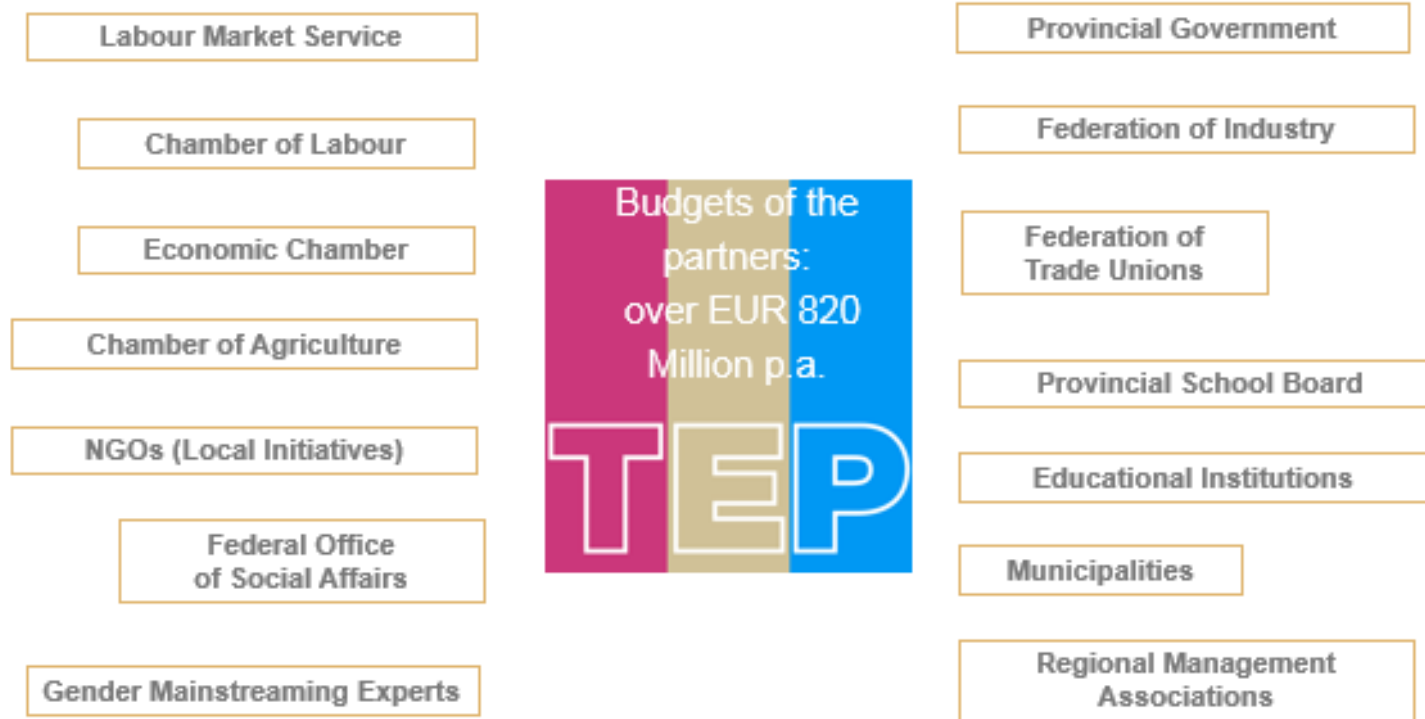 Labour Market Service
Chamber of Labour
Economic Chamber
Chamber of Agriculture
NGOs (Local Initiatives)
Federal Office
of Social Affairs
Gender Mainstreaming Experts
Budgets of the
partners:
over EUR 820
Million p.a.
TEP
Provincial Government
Federation of Industry
Federation of
Trade Unions
Provincial School Board
Educational Institutions
Municipalities
Regional Management
Associations